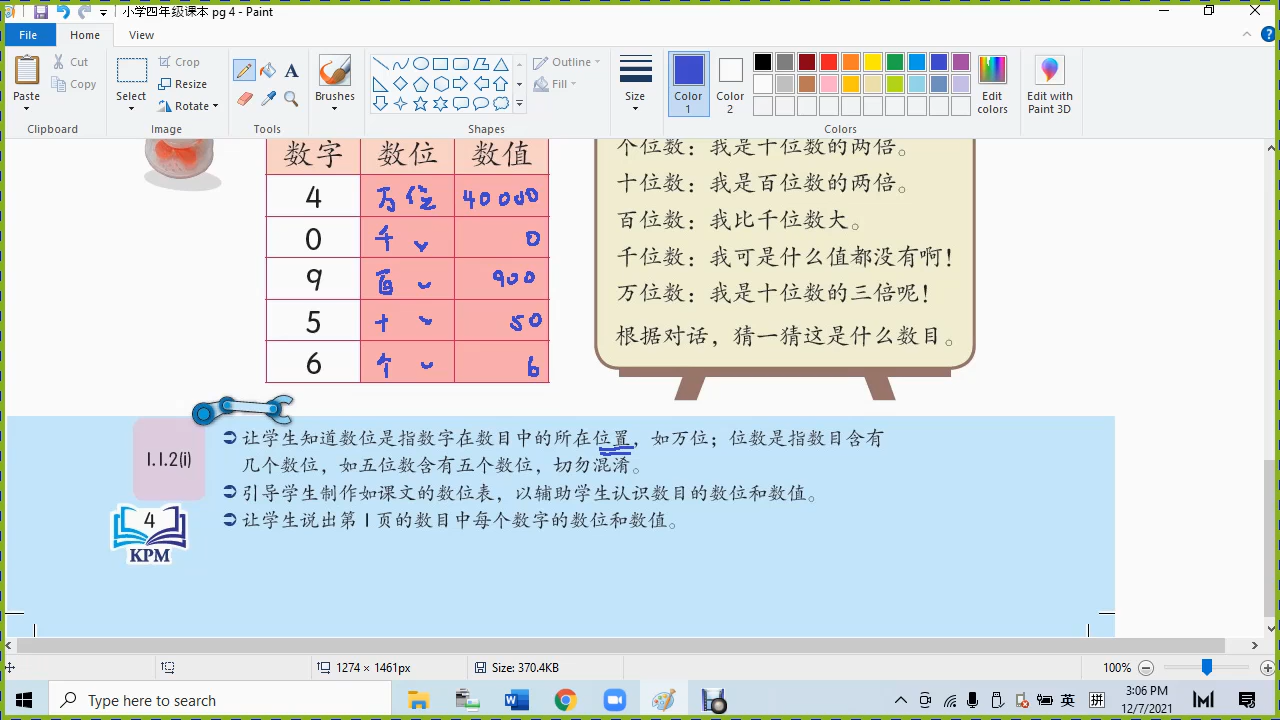 小学四年级课本 pg 4 - Paint
File Home View
Paste Cut Copy Clipboard
Select Crop Resize Rotate Image
Tools
Brushes
Shapes Outline Fill
Size
Color 1 Color 2 Edit colors Colors
Edit with Paint 3D
数字 数位 数值
4 万位 40000
0 千 〃 0
9 百 〃 900
5 十 〃 50
6 个 〃 6
个位数：我是十位数的两倍。
十位数：我是百位数的两倍。
百位数：我比千位数大。
千位数：我可是什么值都没有啊！
万位数：我是十位数的三倍呢！
根据对话，猜一猜这是什么数目。
1.1.2(i)
让学生知道数位是指数字在数目中的所在位置，如万位；位数是指数目含有
几个数位，如五位数含有五个数位，切勿混淆。
引导学生制作如课文的数位表，以辅助学生认识数目的数位和数值。
让学生说出第1页的数目中每个数字的数位和数值。
4
KPM
1274 × 1461px Size: 370.4KB 100%
Type here to search
英 拼 3:06 PM
12/7/2021